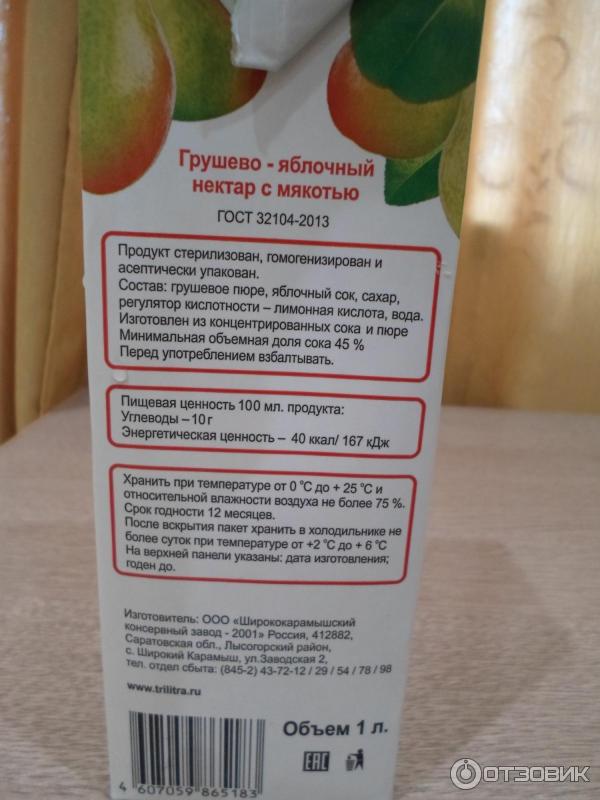 Грушево - яблочный
нектар с мякотью
ГОСТ 32104-2013
Продукт стерилизован, гомогенизирован и
асептически упакован.
Состав: грушевое пюре, яблочный сок, сахар,
регулятор кислотности – лимонная кислота, вода.
Изготовлен из концентрированных сока и пюре
Минимальная объемная доля сока 45 %
Перед употреблением взбалтывать.
Пищевая ценность 100 мл. продукта:
Углеводы – 10 г
Энергетическая ценность – 40 ккал/ 167 кДж
Хранить при температуре от 0 °С до + 25 °С и
относительной влажности воздуха не более 75 %.
Срок годности 12 месяцев.
После вскрытия пакет хранить в холодильнике не
более суток при температуре от +2 °С до + 6 °С
На верхней панели указаны: дата изготовления;
годен до.
Изготовитель: ООО «Ширококарамышский
консервный завод - 2001» Россия, 412882,
Саратовская обл., Лысогорский район,
с. Широкий Карамыш, ул.Заводская 2,
тел. отдел сбыта: (845-2) 43-72-12 / 29 / 54 / 78 / 98
www.trilitra.ru
Объем 1 л.
EAC
4 607059 865183
ОТЗОВИК